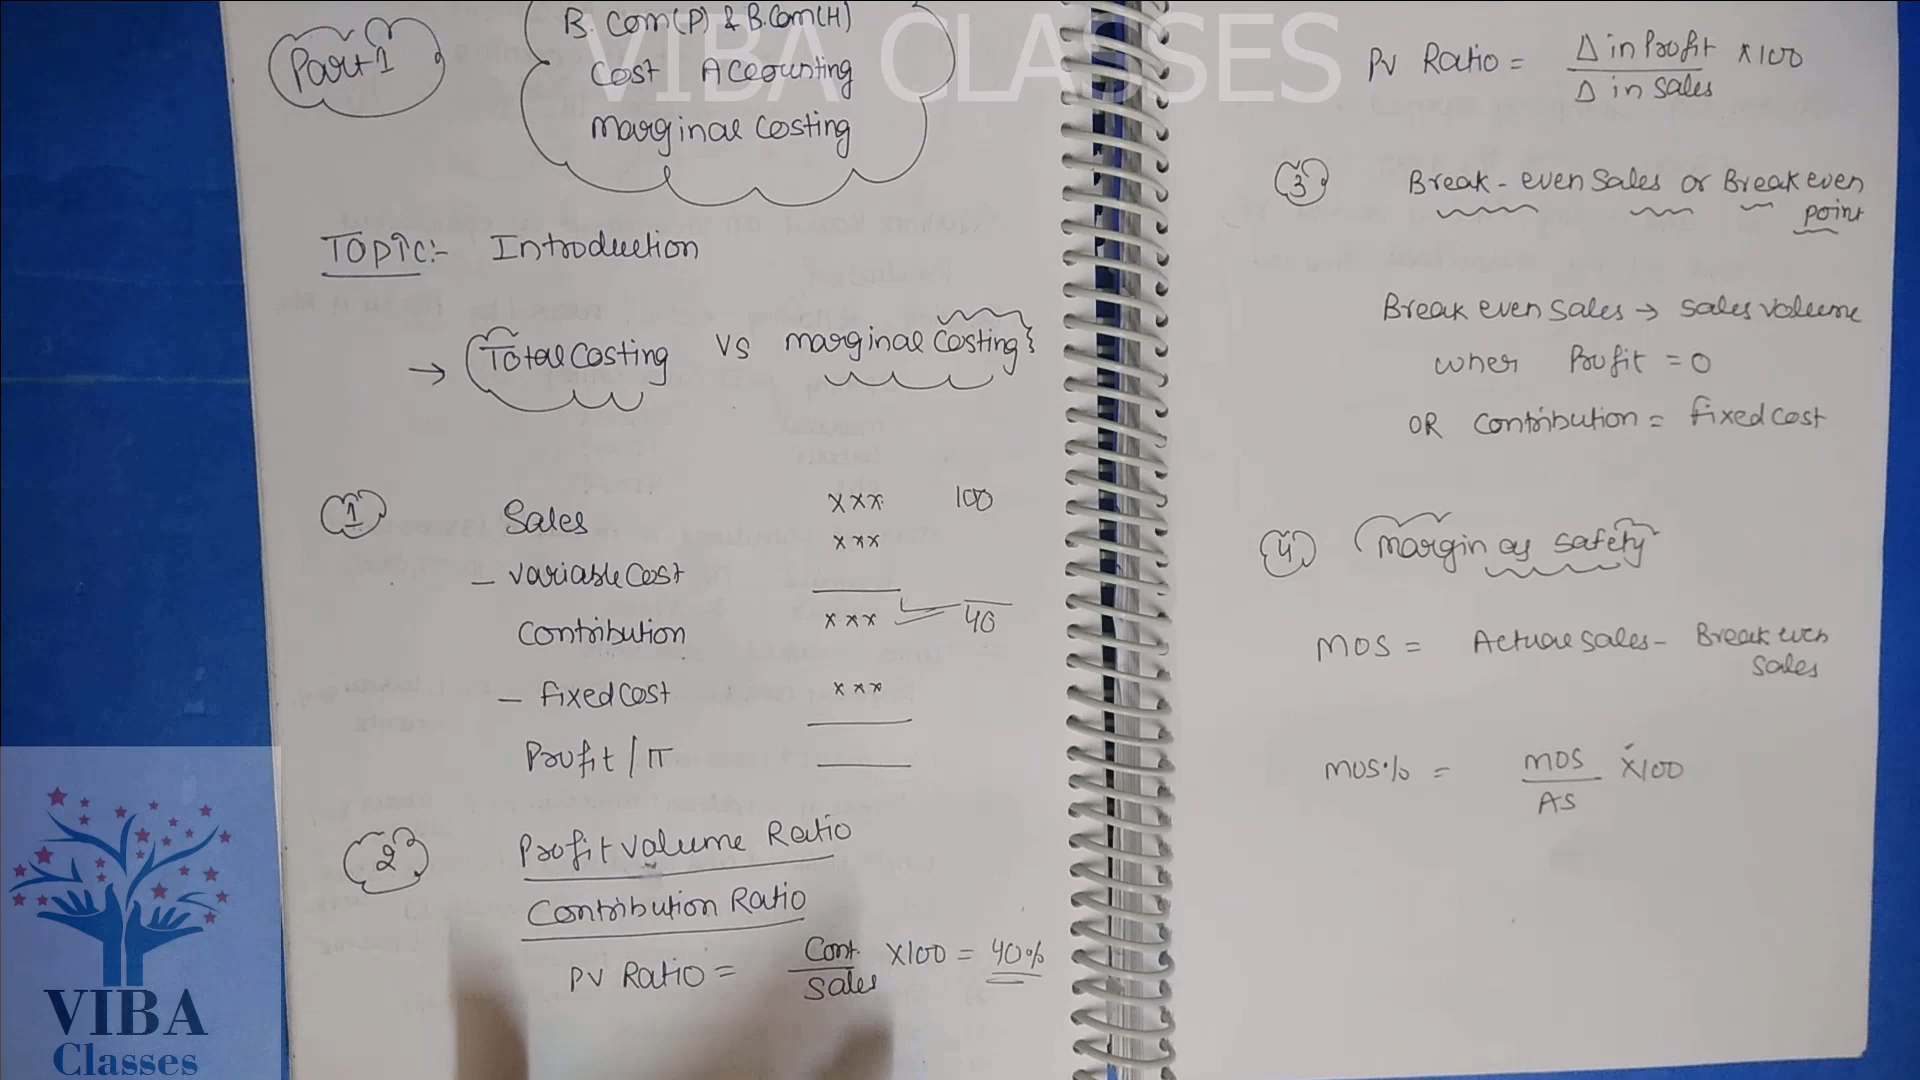 Part 1
B.Com(P) & B.Com(H)
Cost Accounting
marginal costing
VIBA CLASSES
TOPIC:- Introduction
→ Total Costing VS marginal Costing
1 Sales xxx 100
xxx
- variable Cost
Contribution xxx 40
- fixed Cost xxx
Profit / π
2 Profit volume Ratio
Contribution Ratio
PV Ratio = Cont. / Sales ×100 = 40%
PV Ratio = Δ in Profit / Δ in Sales ×100
3 Break-even Sales or Break even
point
Break even Sales → Sales volume
wher Profit = 0
OR Contribution = fixed cost
4 margin of safety
MOS = Actual Sales - Break even
Sales
MOS% = MOS / AS ×100
VIBA
Classes